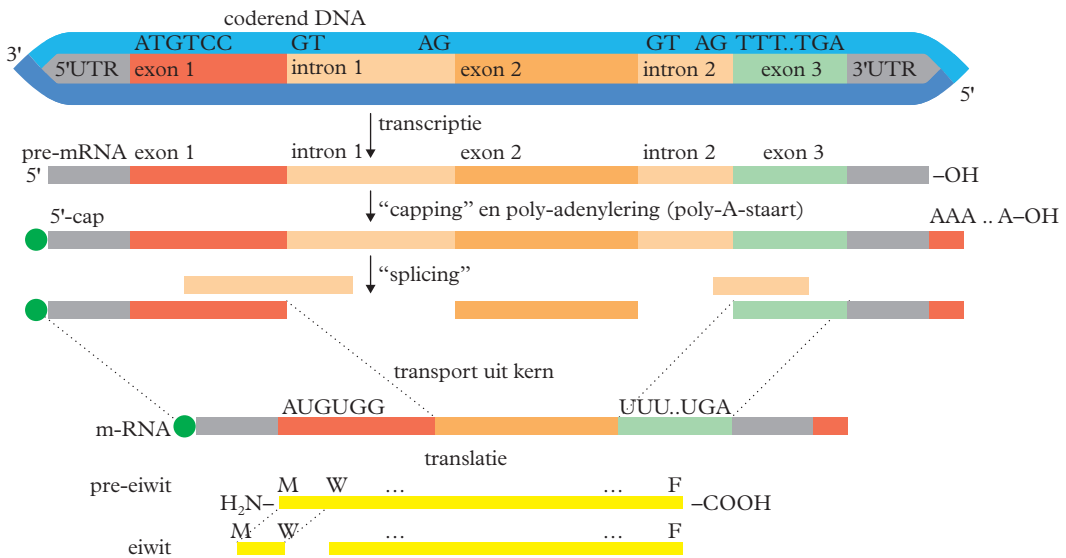 coderend DNA
3' ATGTCC GT AG GT AG TTT..TGA
5'UTR exon 1 intron 1 exon 2 intron 2 exon 3 3'UTR
5'
transcriptie
pre-mRNA exon 1 intron 1 exon 2 intron 2 exon 3
5' –OH
5'-cap "capping" en poly-adenylering (poly-A-staart) AAA .. A–OH
"splicing"
transport uit kern
AUGUGG UUU..UGA
m-RNA
translatie
pre-eiwit M W ... ... F
H₂N– –COOH
M W F
eiwit